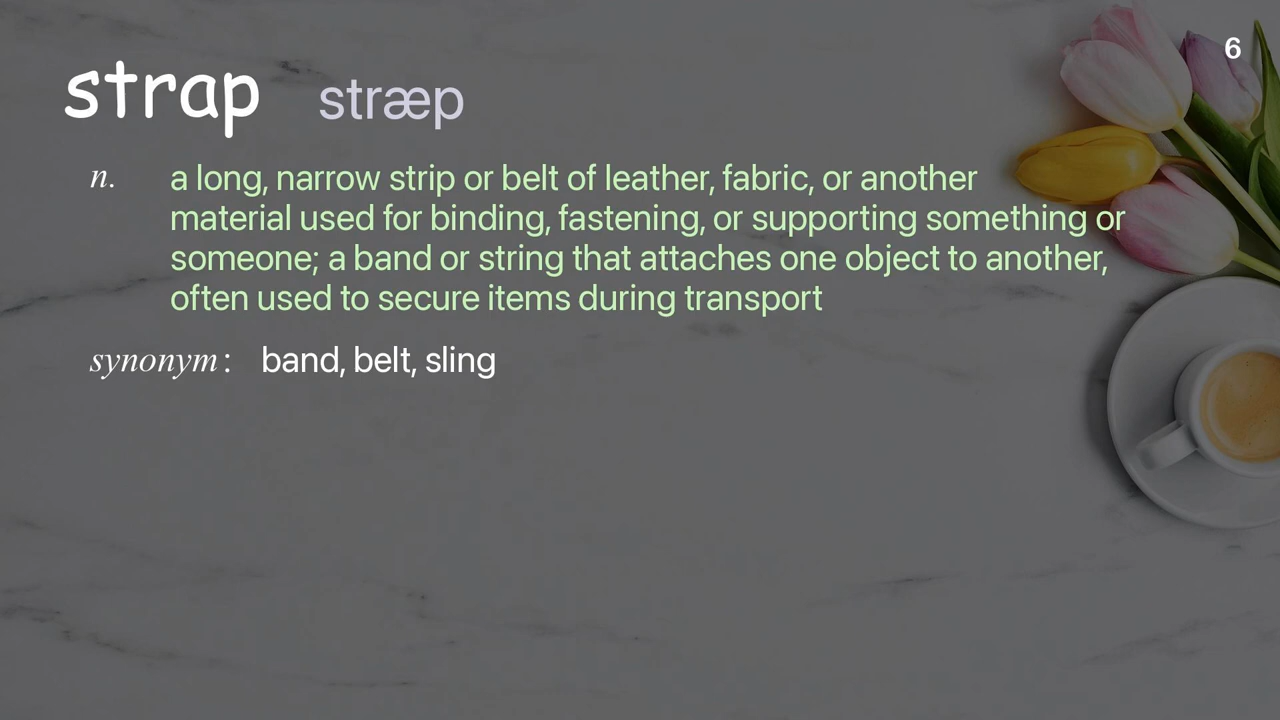 6
strap stræp
n. a long, narrow strip or belt of leather, fabric, or another
material used for binding, fastening, or supporting something or
someone; a band or string that attaches one object to another,
often used to secure items during transport
synonym: band, belt, sling